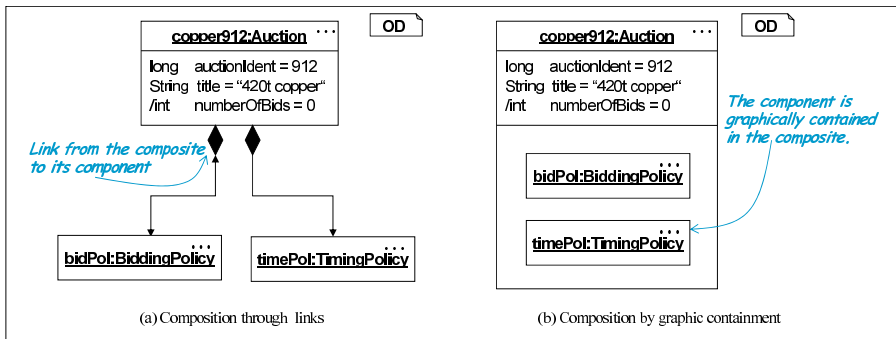 copper912:Auction ...
OD
long auctionIdent = 912
String title = “420t copper“
/int numberOfBids = 0
Link from the composite
to its component
bidPol:BiddingPolicy ...
timePol:TimingPolicy ...
(a) Composition through links
copper912:Auction ...
OD
long auctionIdent = 912
String title = “420t copper“
/int numberOfBids = 0
The component is
graphically contained
in the composite.
bidPol:BiddingPolicy ...
timePol:TimingPolicy ...
(b) Composition by graphic containment